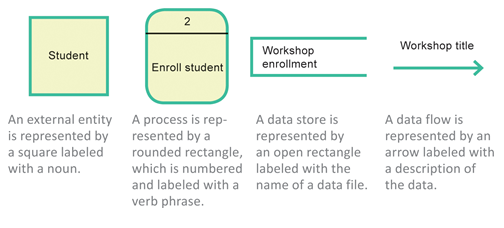 Student
2
Enroll student
Workshop
enrollment
Workshop title
An external entity
is represented by
a square labeled
with a noun.
A process is rep-
resented by a
rounded rectangle,
which is numbered
and labeled with a
verb phrase.
A data store is
represented by
an open rectangle
labeled with the
name of a data file.
A data flow is
represented by an
arrow labeled with
a description of
the data.